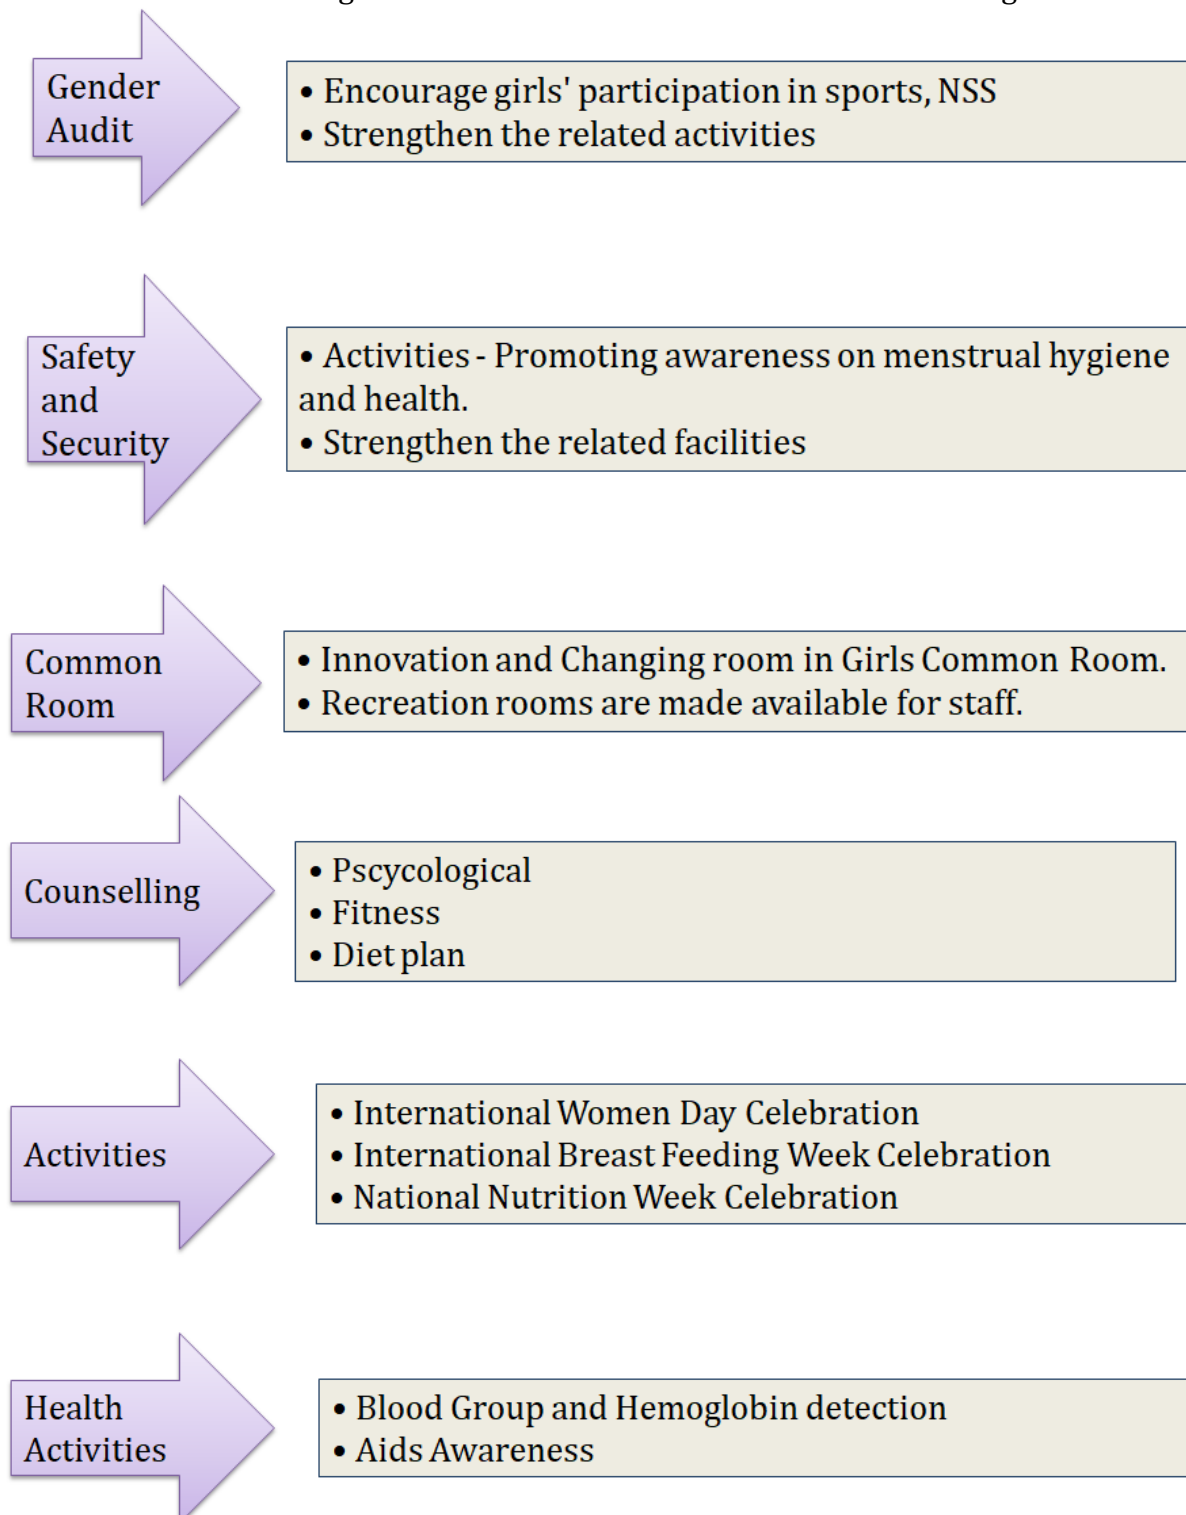 Gender
Audit
• Encourage girls' participation in sports, NSS
• Strengthen the related activities
Safety
and
Security
• Activities - Promoting awareness on menstrual hygiene
and health.
• Strengthen the related facilities
Common
Room
• Innovation and Changing room in Girls Common Room.
• Recreation rooms are made available for staff.
Counselling
• Pscycological
• Fitness
• Diet plan
Activities
• International Women Day Celebration
• International Breast Feeding Week Celebration
• National Nutrition Week Celebration
Health
Activities
• Blood Group and Hemoglobin detection
• Aids Awareness